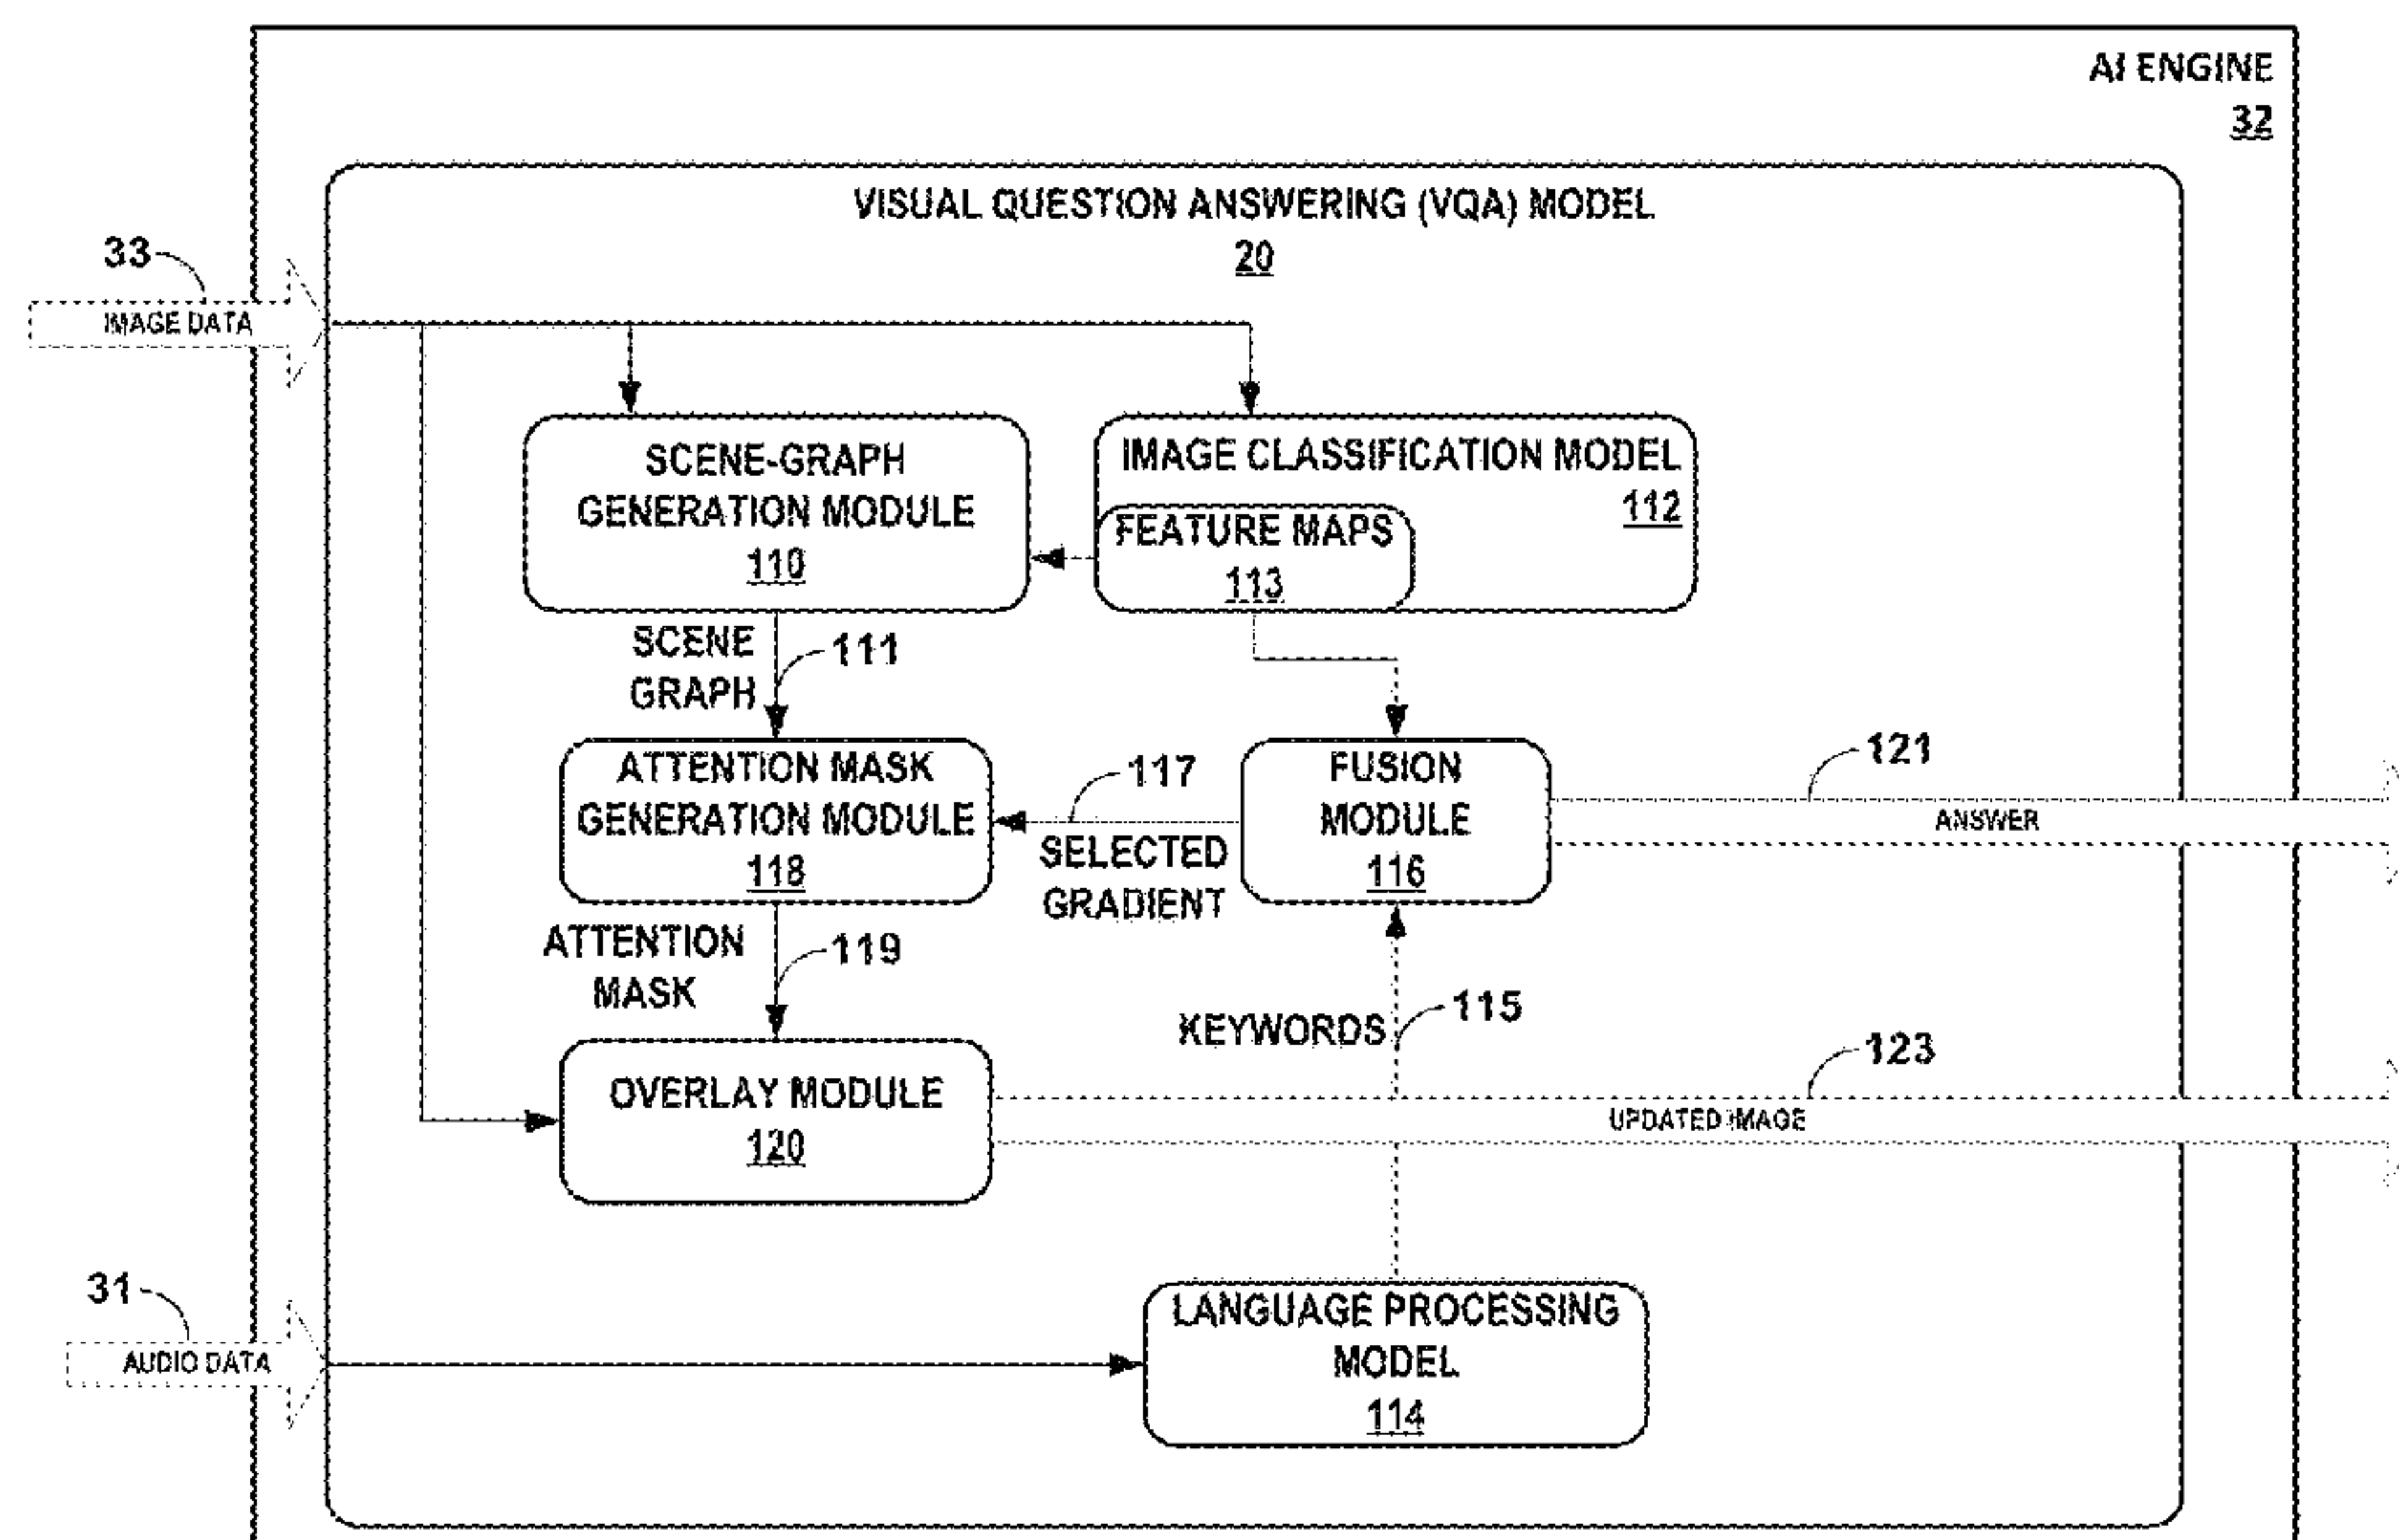 AI ENGINE
32
VISUAL QUESTION ANSWERING (VQA) MODEL
20
33
IMAGE DATA
SCENE-GRAPH
GENERATION MODULE
110
IMAGE CLASSIFICATION MODEL
112
FEATURE MAPS
113
SCENE
GRAPH
111
ATTENTION MASK
GENERATION MODULE
118
117
SELECTED
GRADIENT
FUSION
MODULE
116
121
ANSWER
ATTENTION
MASK
119
KEYWORDS
115
123
OVERLAY MODULE
120
UPDATED IMAGE
31
AUDIO DATA
LANGUAGE PROCESSING
MODEL
114